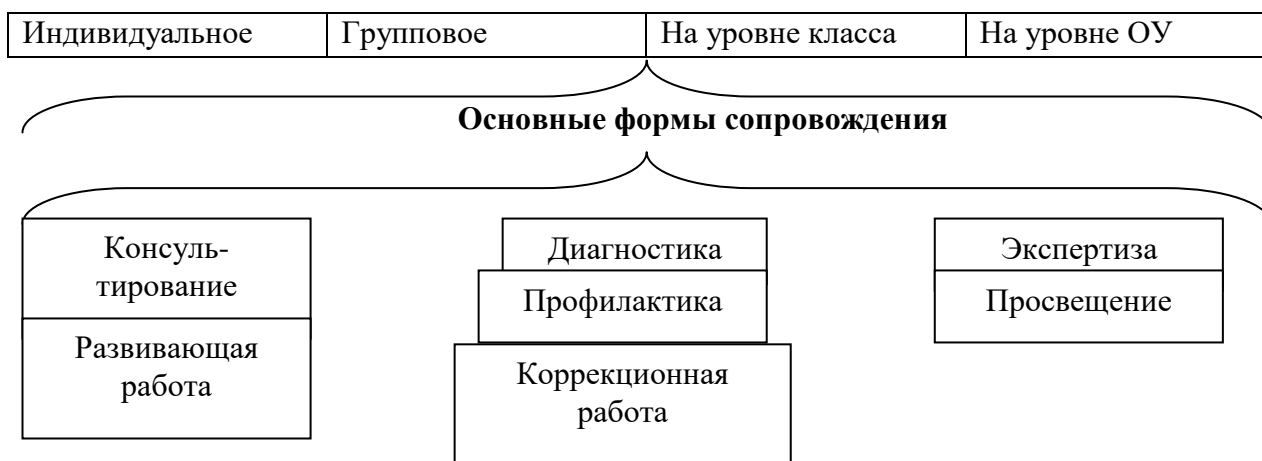 Индивидуальное Групповое На уровне класса На уровне ОУ
Основные формы сопровождения
Консуль-
тирование
Развивающая
работа
Диагностика
Профилактика
Коррекционная
работа
Экспертиза
Просвещение